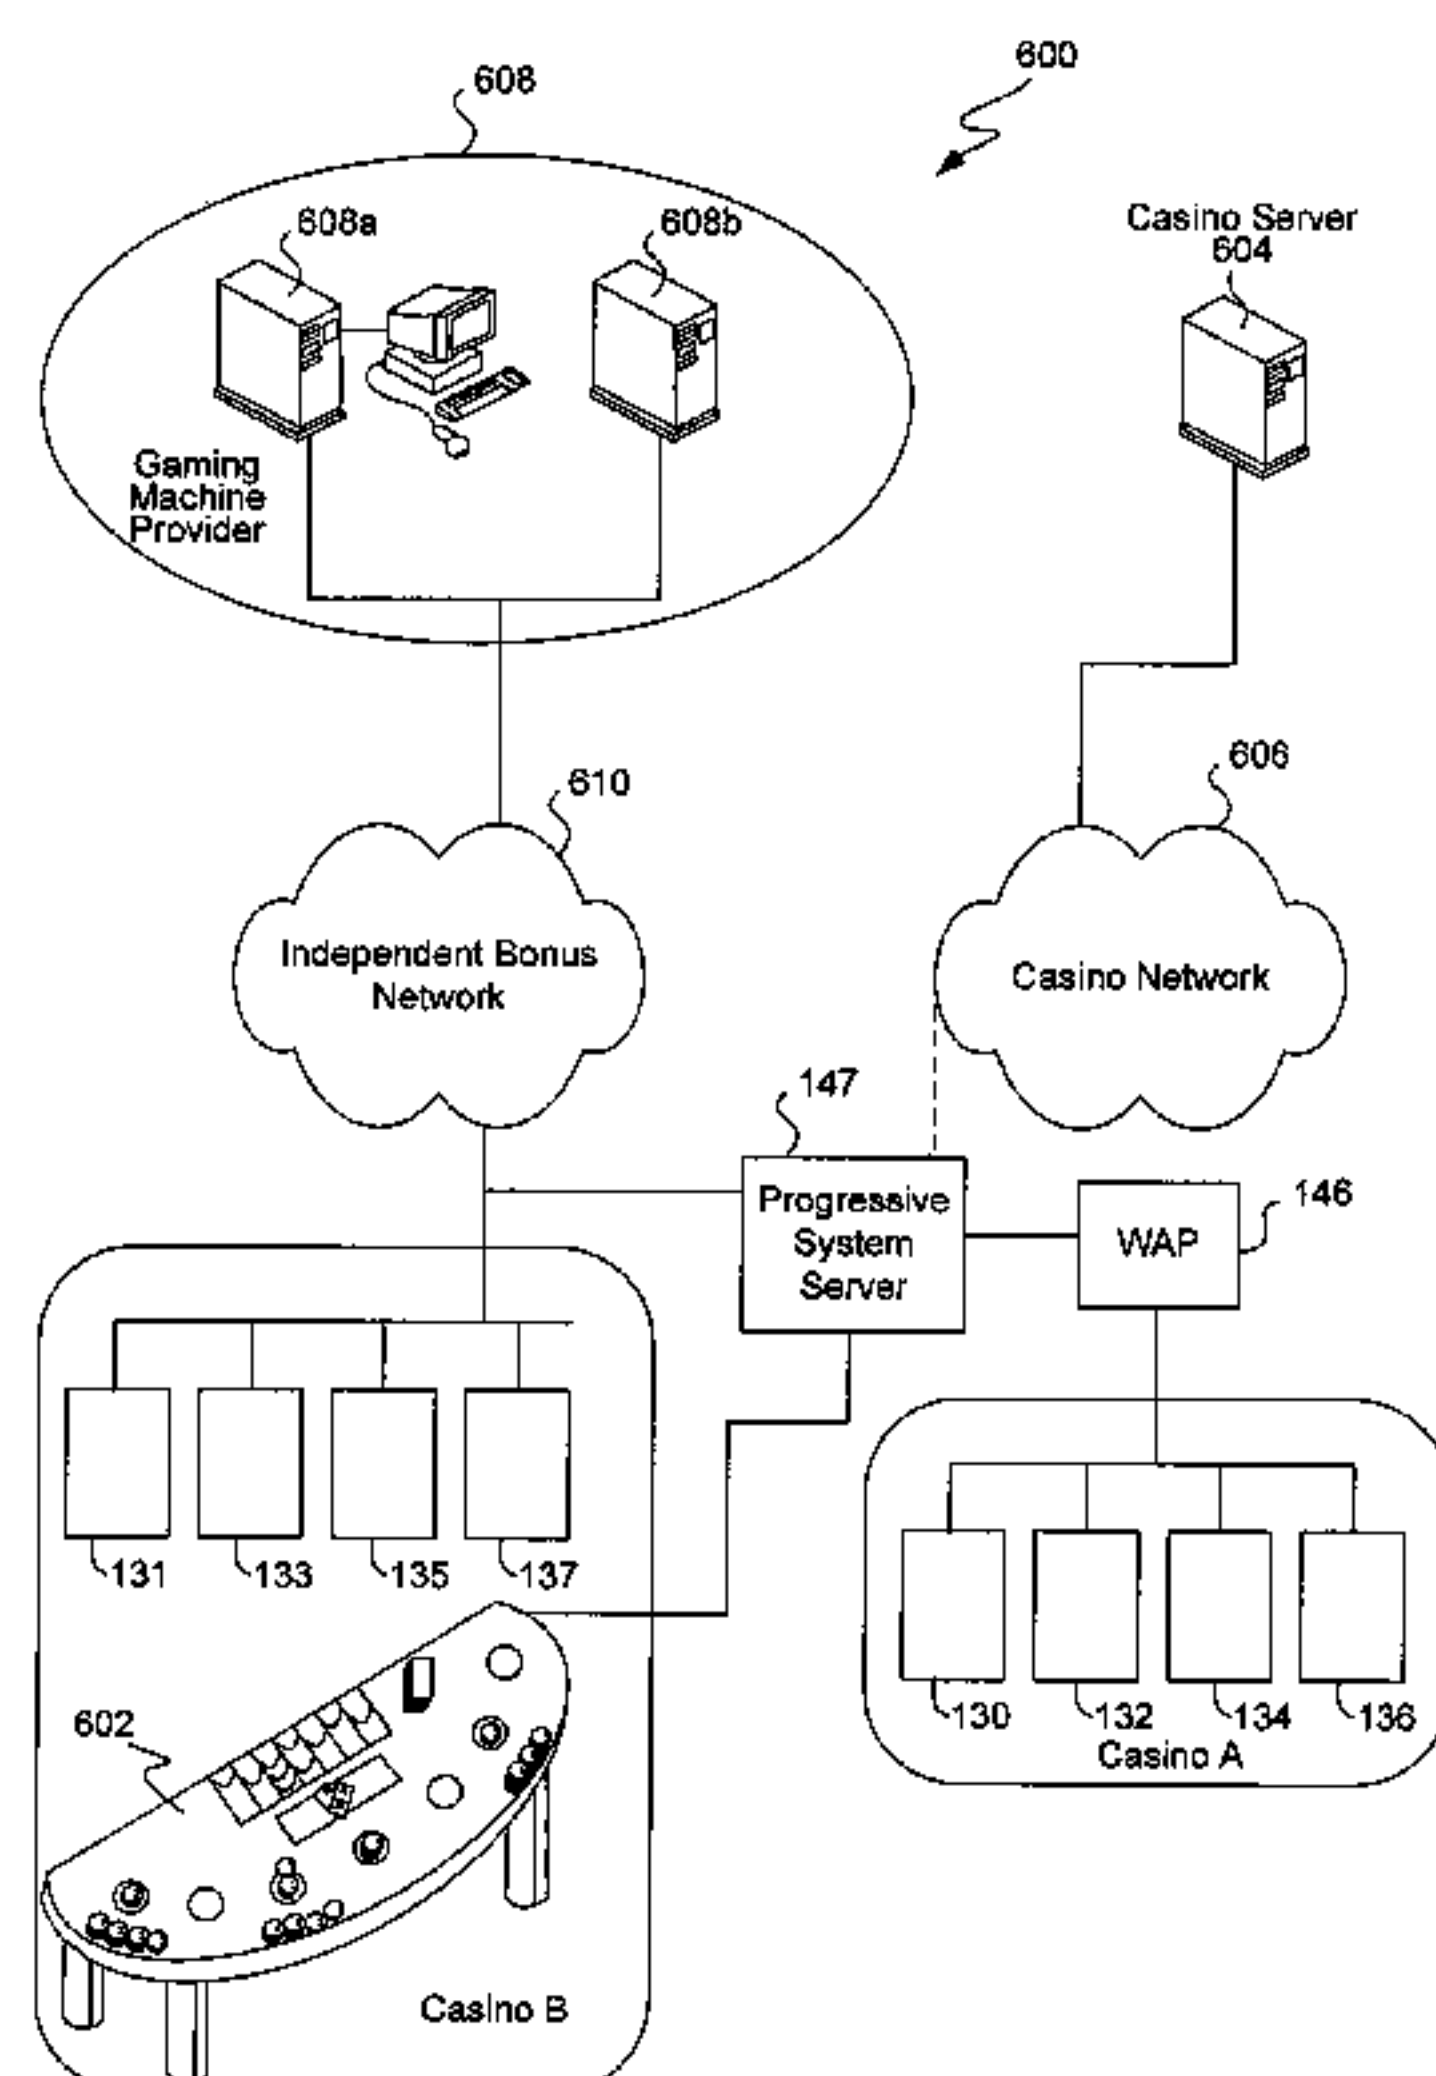 600
608
608a
608b
Casino Server
604
Gaming
Machine
Provider
610
606
Independent Bonus
Network
Casino Network
147
Progressive
System
Server
WAP
146
131
133
135
137
130
132
134
136
Casino A
602
Casino B